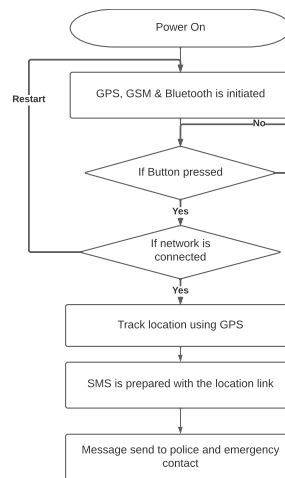 Power On
Restart
GPS, GSM & Bluetooth is initiated
No
If Button pressed
Yes
If network is
connected
Yes
Track location using GPS
SMS is prepared with the location link
Message send to police and emergency
contact